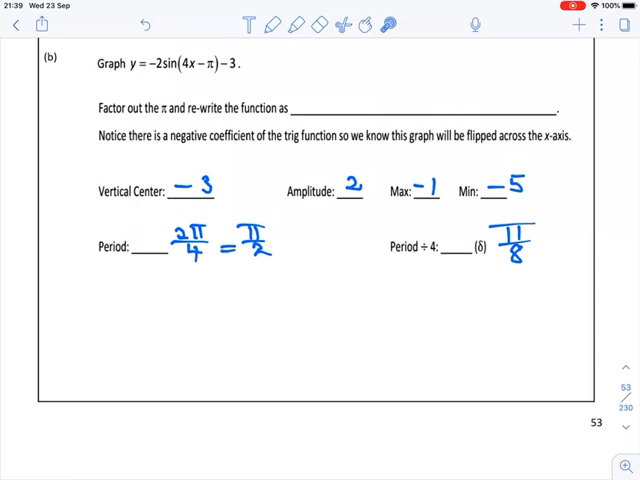 21:39 Wed 23 Sep 100%
T
(b) Graph y = −2sin(4x − π) − 3.
Factor out the π and re-write the function as ____________.
Notice there is a negative coefficient of the trig function so we know this graph will be flipped across the x-axis.
Vertical Center: −3 Amplitude: 2 Max: −1 Min: −5
Period: _____ 2π/4 = π/2 Period ÷ 4: _____ (δ) π/8
53
/
230
53